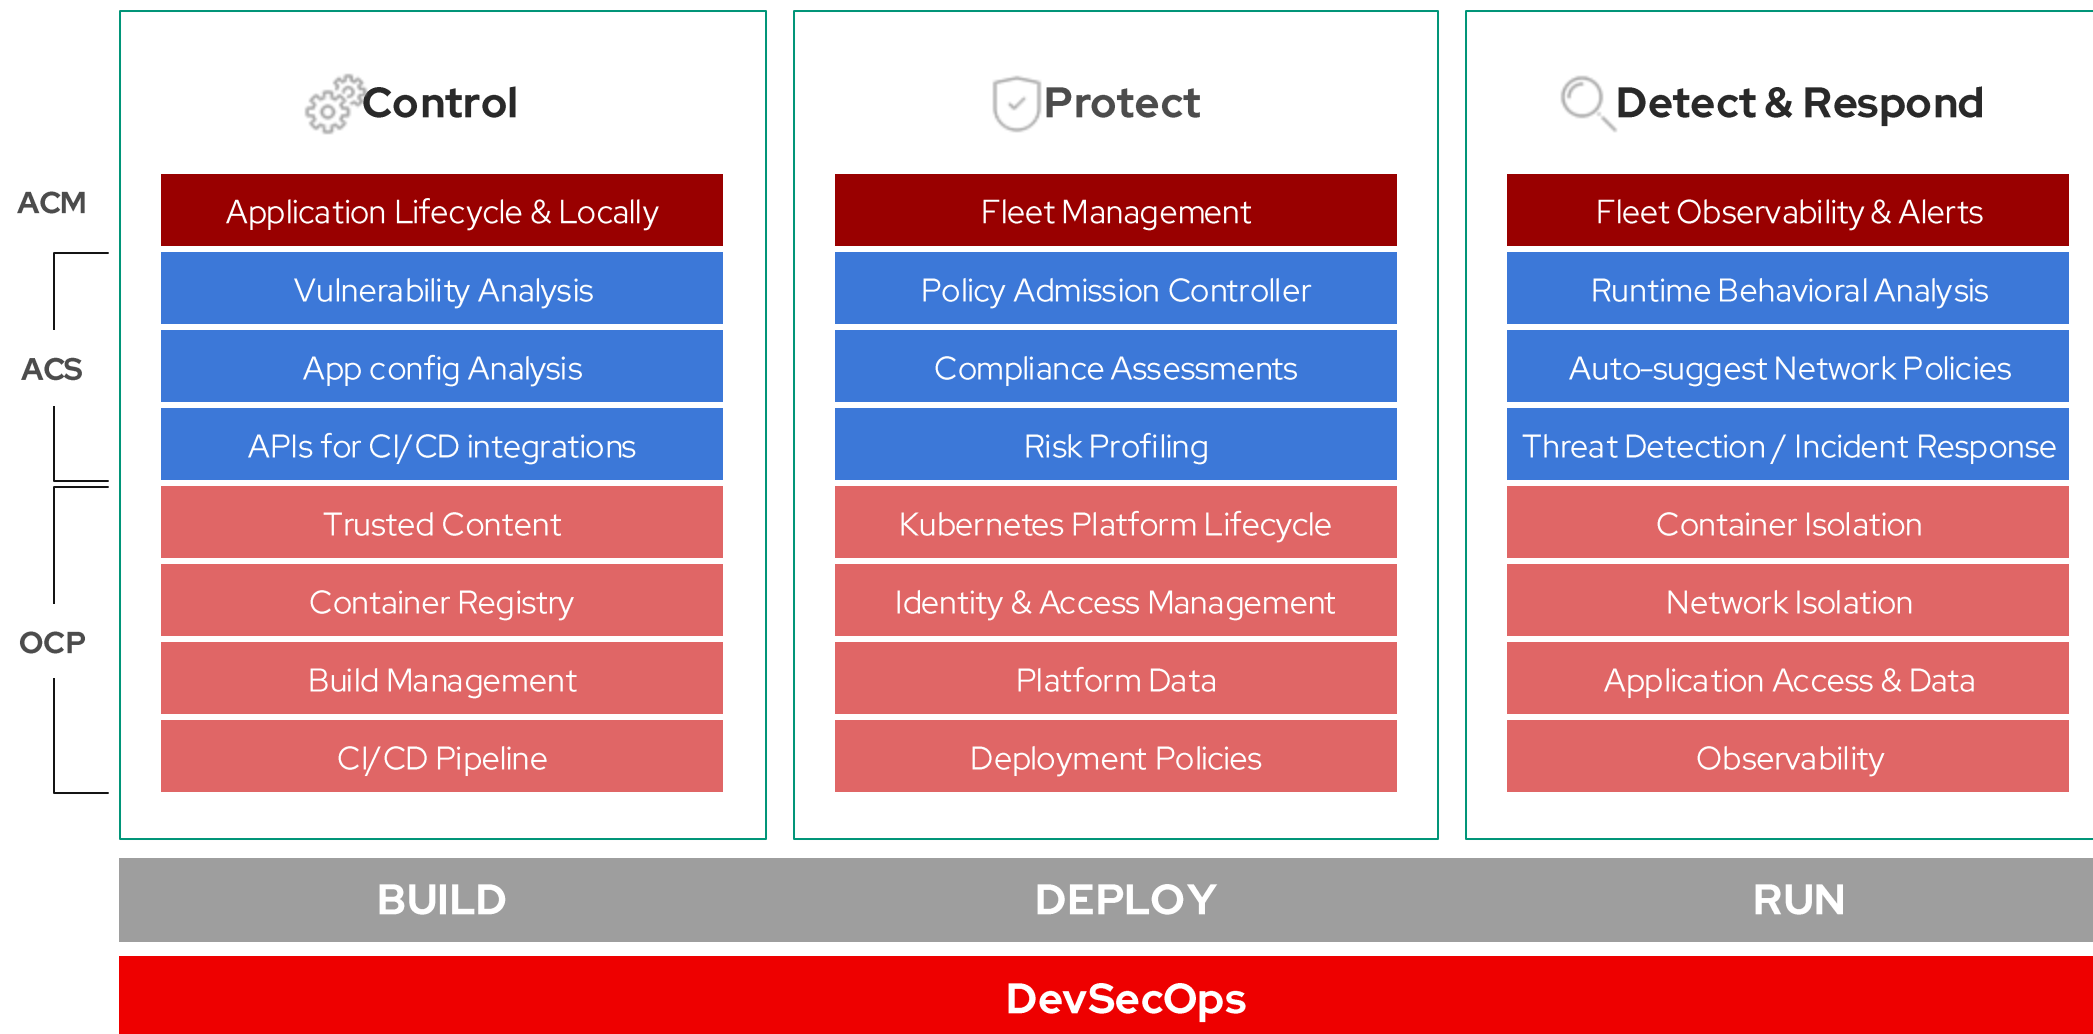 Control
Protect
Detect & Respond
ACM
Application Lifecycle & Locally
Fleet Management
Fleet Observability & Alerts
ACS
Vulnerability Analysis
Policy Admission Controller
Runtime Behavioral Analysis
App config Analysis
Compliance Assessments
Auto-suggest Network Policies
APIs for CI/CD integrations
Risk Profiling
Threat Detection / Incident Response
OCP
Trusted Content
Kubernetes Platform Lifecycle
Container Isolation
Container Registry
Identity & Access Management
Network Isolation
Build Management
Platform Data
Application Access & Data
CI/CD Pipeline
Deployment Policies
Observability
BUILD
DEPLOY
RUN
DevSecOps